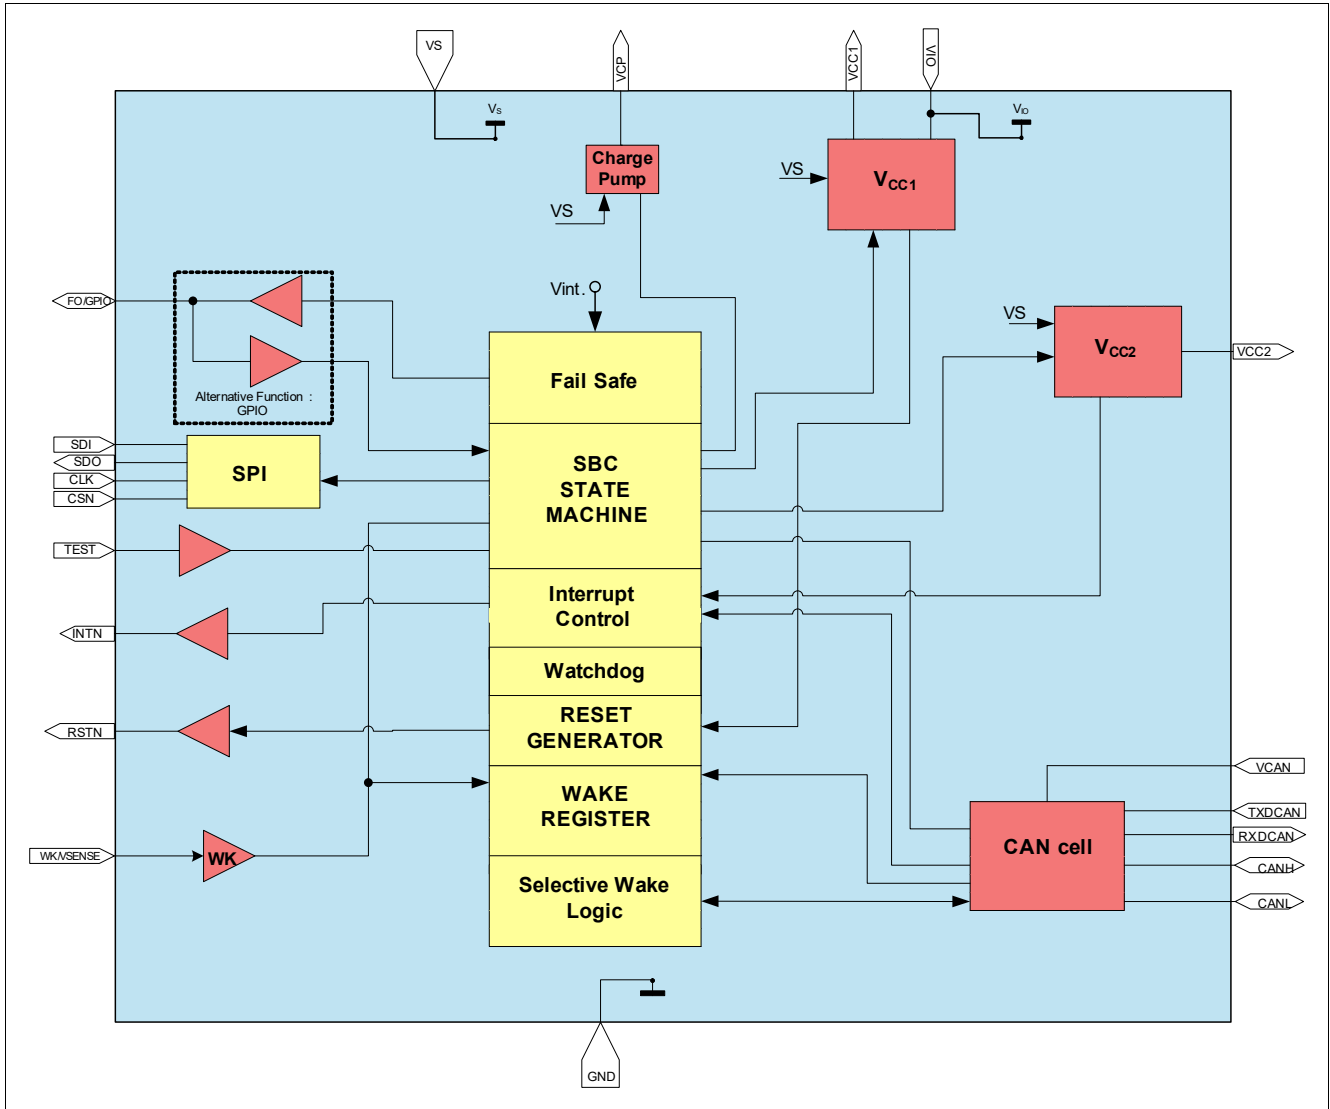 VS
VCP
VCC1
VIO
VS
VIO
Charge
Pump
VS
VS
VCC1
FO/GPIO
Vint.
VS
VCC2
VCC2
Alternative Function :
GPIO
Fail Safe
SDI
SDO
CLK
CSN
SPI
SBC
STATE
MACHINE
TEST
Interrupt
Control
INTN
Watchdog
RSTN
RESET
GENERATOR
VCAN
WAKE
REGISTER
TXDCAN
RXDCAN
CANH
CANL
CAN cell
WK/VSENSE
WK
Selective Wake
Logic
GND